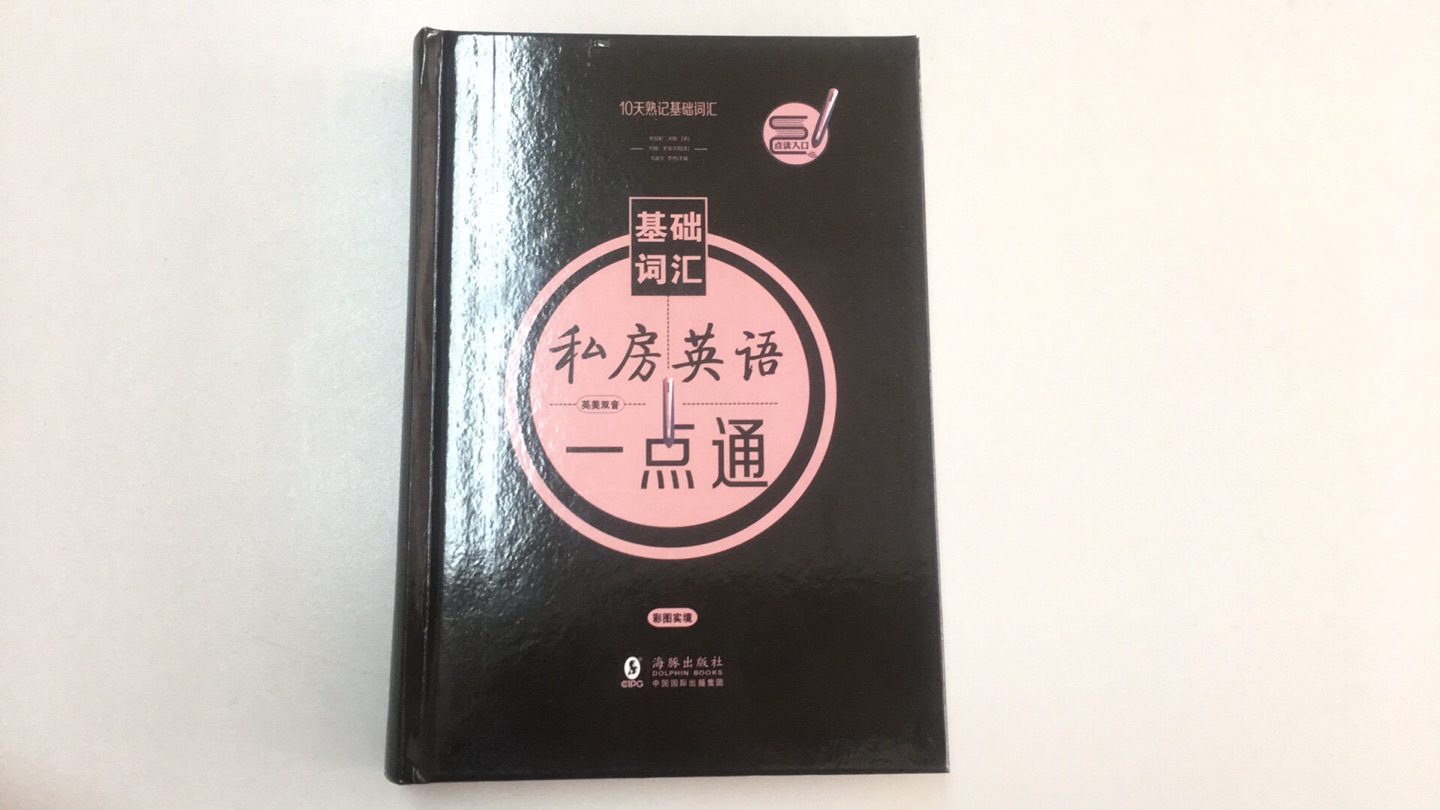 10天熟记基础词汇
点读入口
基础
词汇
私房英语
英美双音
一点通
彩图实境
海豚出版社
DOLPHIN BOOKS
CIPG
中国国际出版集团